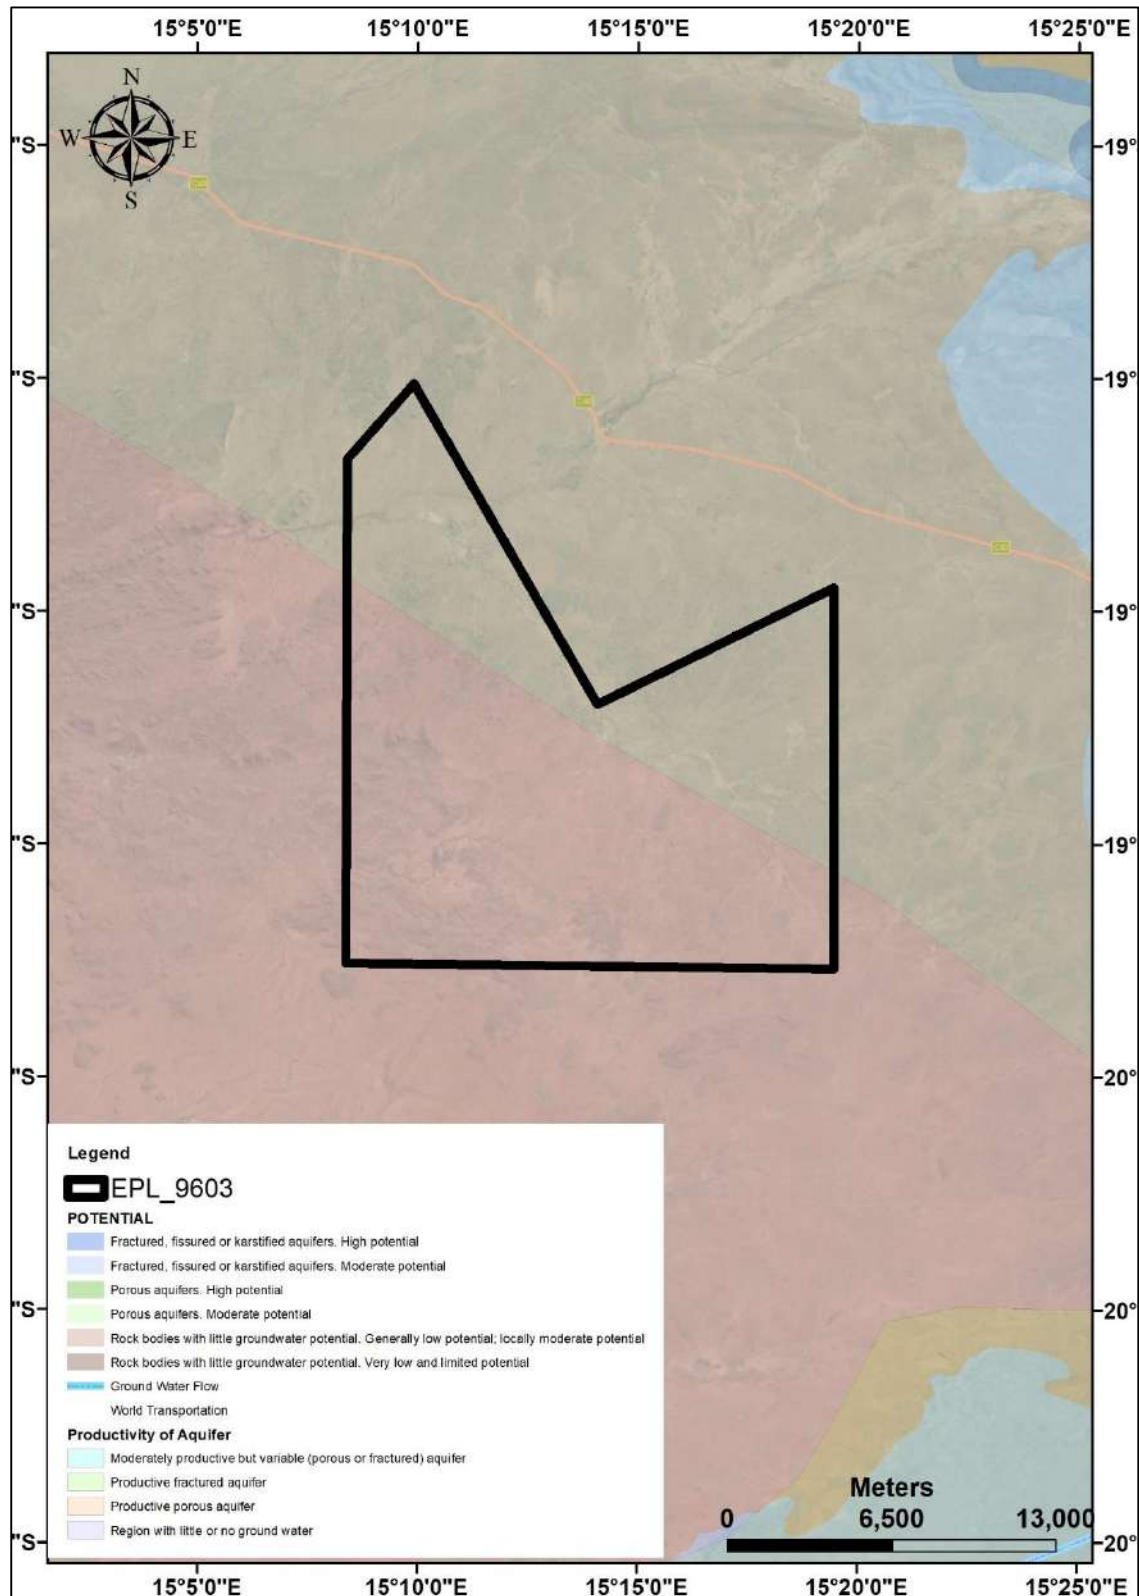 15°5'0"E 15°10'0"E 15°15'0"E 15°20'0"E 15°25'0"E
N
W E
S
"S 19°
"S 19°
"S 19°
"S 19°
"S 20°
Legend
EPL_9603
POTENTIAL
Fractured, fissured or karstified aquifers. High potential
Fractured, fissured or karstified aquifers. Moderate potential
Porous aquifers. High potential
Porous aquifers. Moderate potential
"S 20°
Rock bodies with little groundwater potential. Generally low potential; locally moderate potential
Rock bodies with little groundwater potential. Very low and limited potential
Ground Water Flow
World Transportation
Productivity of Aquifer
Moderately productive but variable (porous or fractured) aquifer
Productive fractured aquifer
Productive porous aquifer
Region with little or no ground water
Meters
0 6,500 13,000
"S 20°
15°5'0"E 15°10'0"E 15°15'0"E 15°20'0"E 15°25'0"E